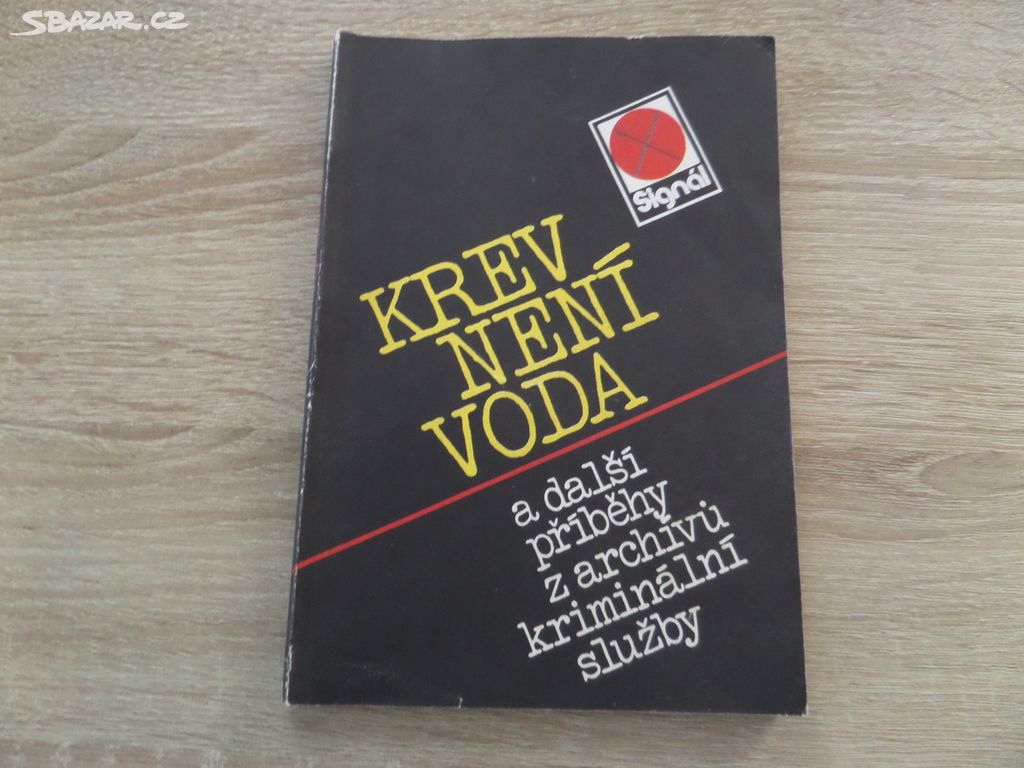 SBAZAR.CZ
Signál
KREV
NENÍ
VODA
a další
příběhy
z archívů
kriminální
služby